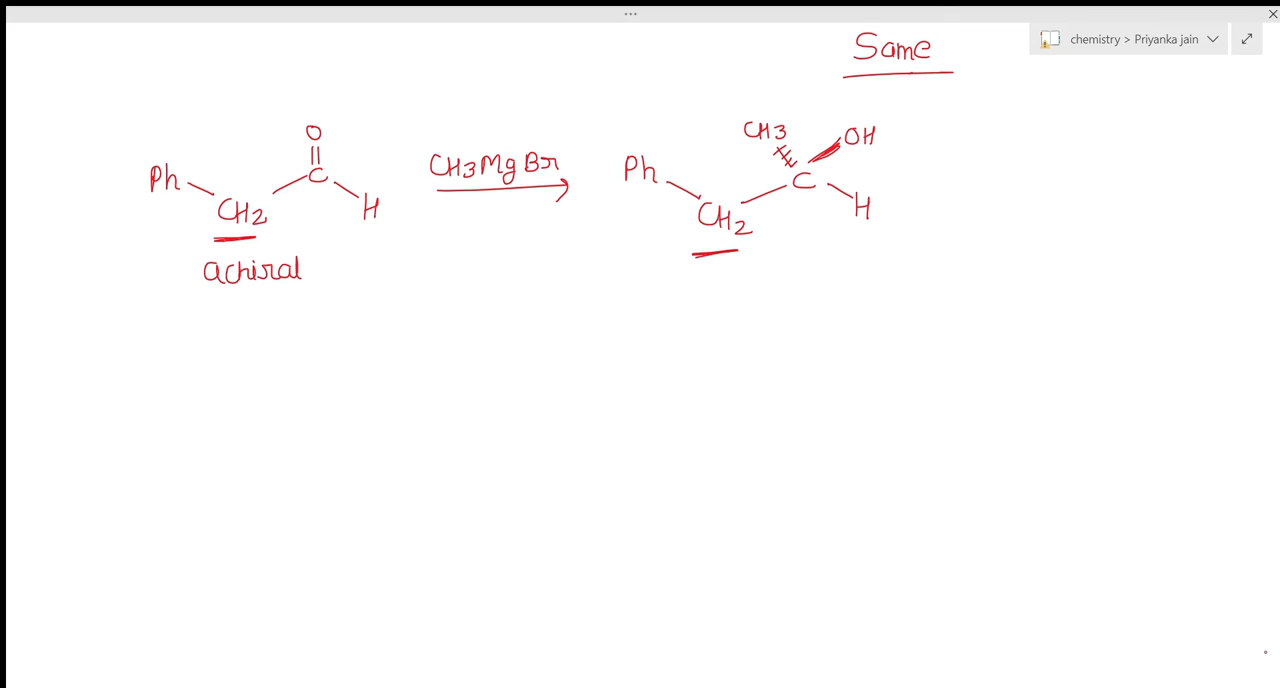 chemistry > Priyanka jain
Same
O
||
Ph CH2 C H
CH3MgBr
Ph CH2 C H
CH3 OH
achiral